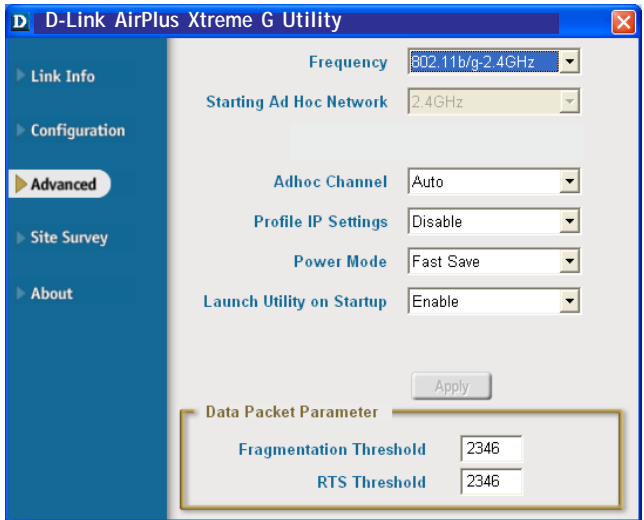 D D-Link AirPlus Xtreme G Utility
Link Info
Configuration
Advanced
Site Survey
About
Frequency 802.11b/g-2.4GHz
Starting Ad Hoc Network 2.4GHz
Adhoc Channel Auto
Profile IP Settings Disable
Power Mode Fast Save
Launch Utility on Startup Enable
Apply
Data Packet Parameter
Fragmentation Threshold 2346
RTS Threshold 2346